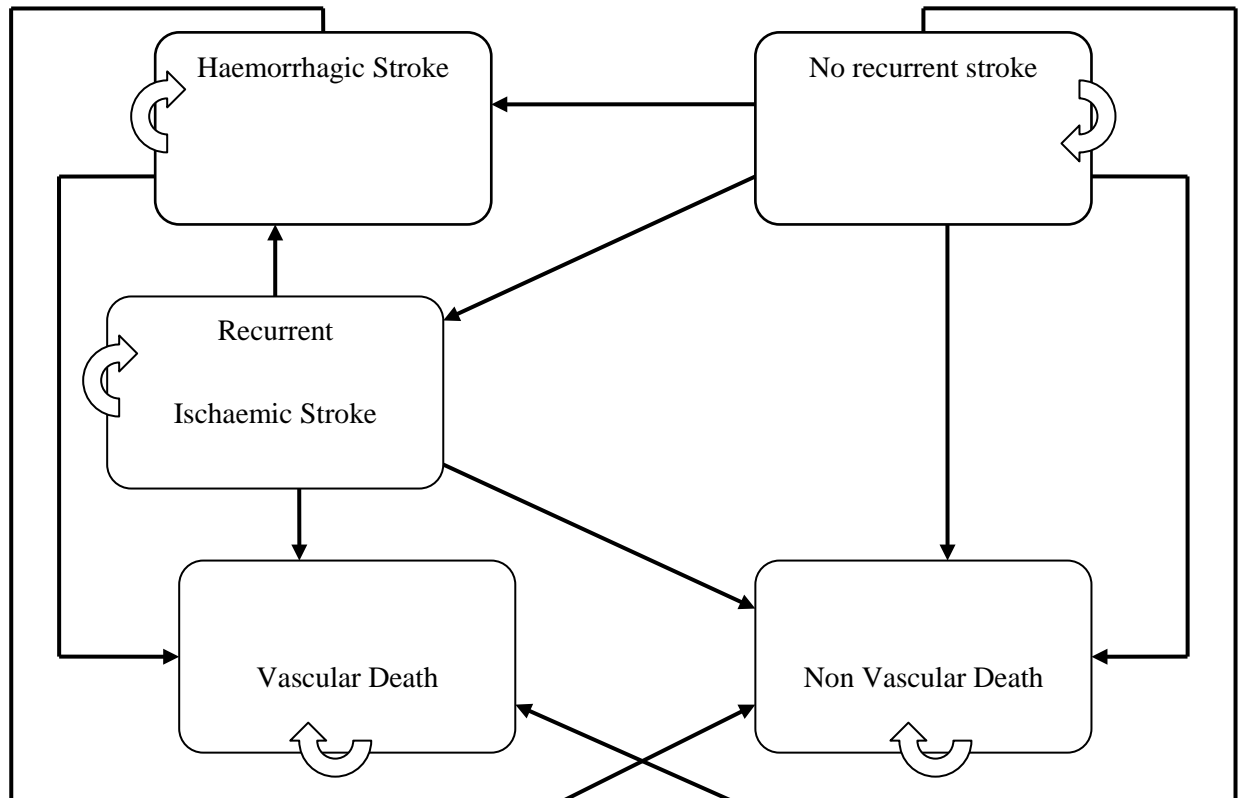 Haemorrhagic Stroke
No recurrent stroke
Recurrent
Ischaemic Stroke
Vascular Death
Non Vascular Death